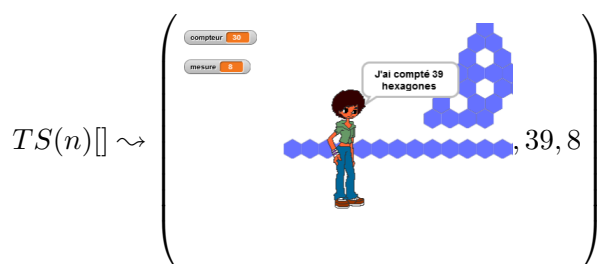 compteur 30
mesure 8
J'ai compté 39
hexagones
TS(n)[] ⤳ ( , 39, 8